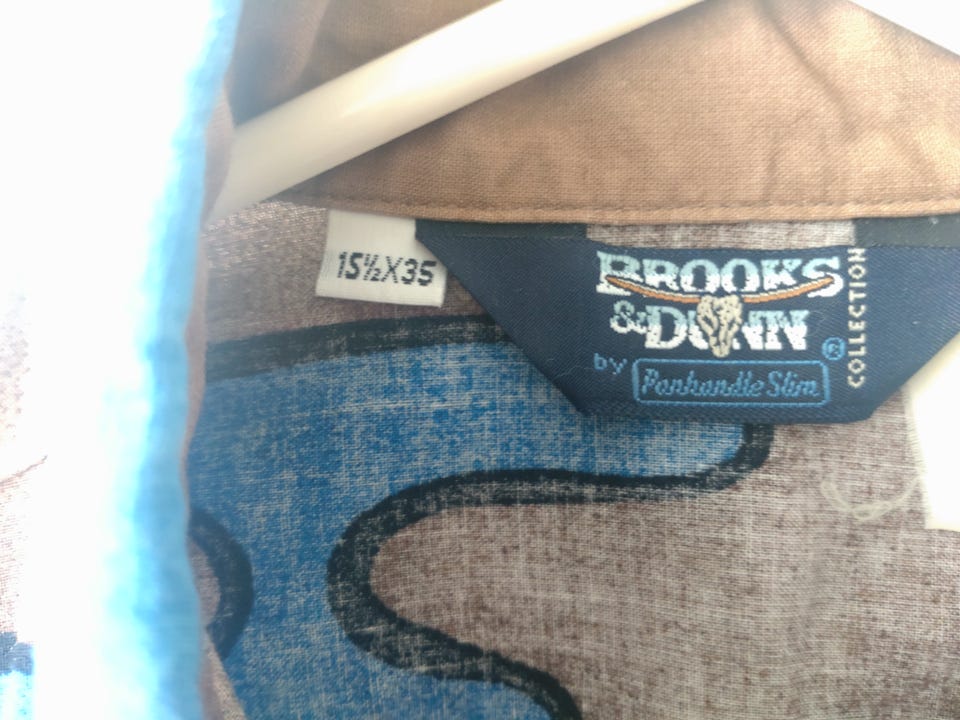 15½X35
BROOKS
& DUNN
COLLECTION
by Panhandle Slim ®